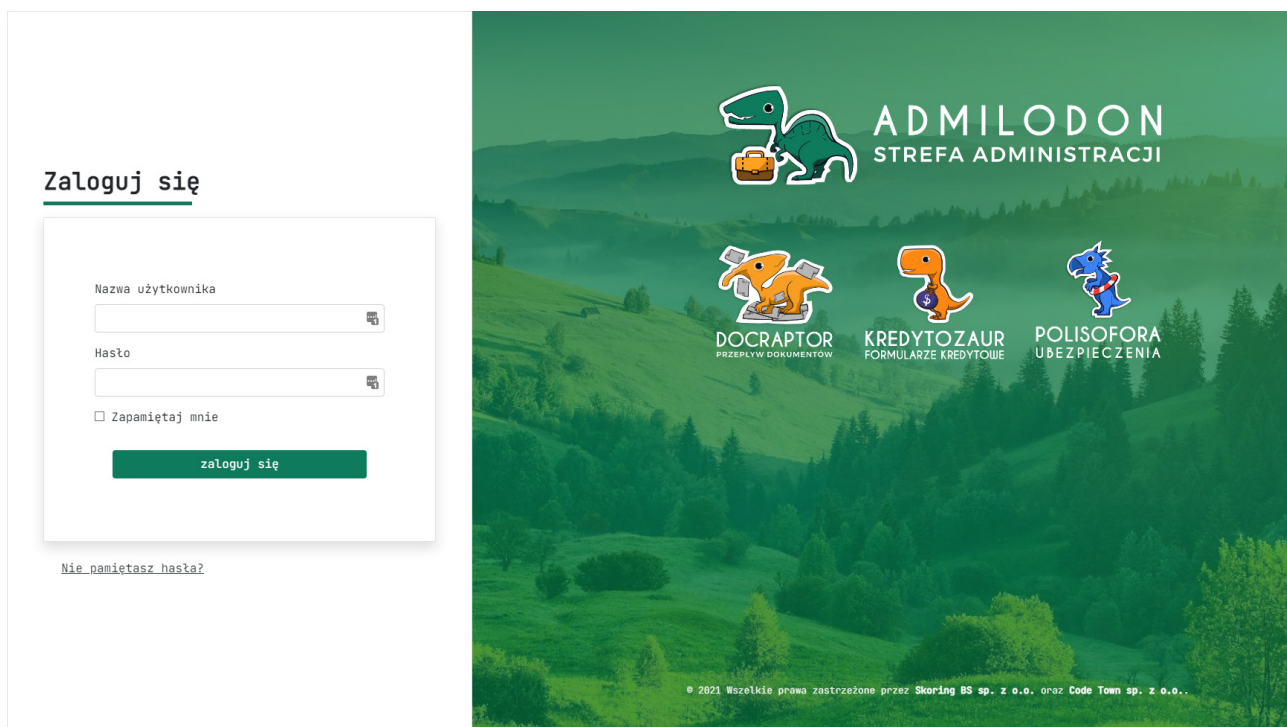 Zaloguj się
Nazwa użytkownika
Hasło
Zapamiętaj mnie
zaloguj się
Nie pamiętasz hasła?
ADMILODON
STREFA ADMINISTRACJI
DOCRAPTOR
PRZEPŁYW DOKUMENTÓW
KREDYTOZAUR
FORMULARZE KREDYTOWE
POLISOFORA
UBEZPIECZENIA
© 2021 Wszelkie prawa zastrzeżone przez Skoring BS sp. z o.o. oraz Code Town sp. z o.o..